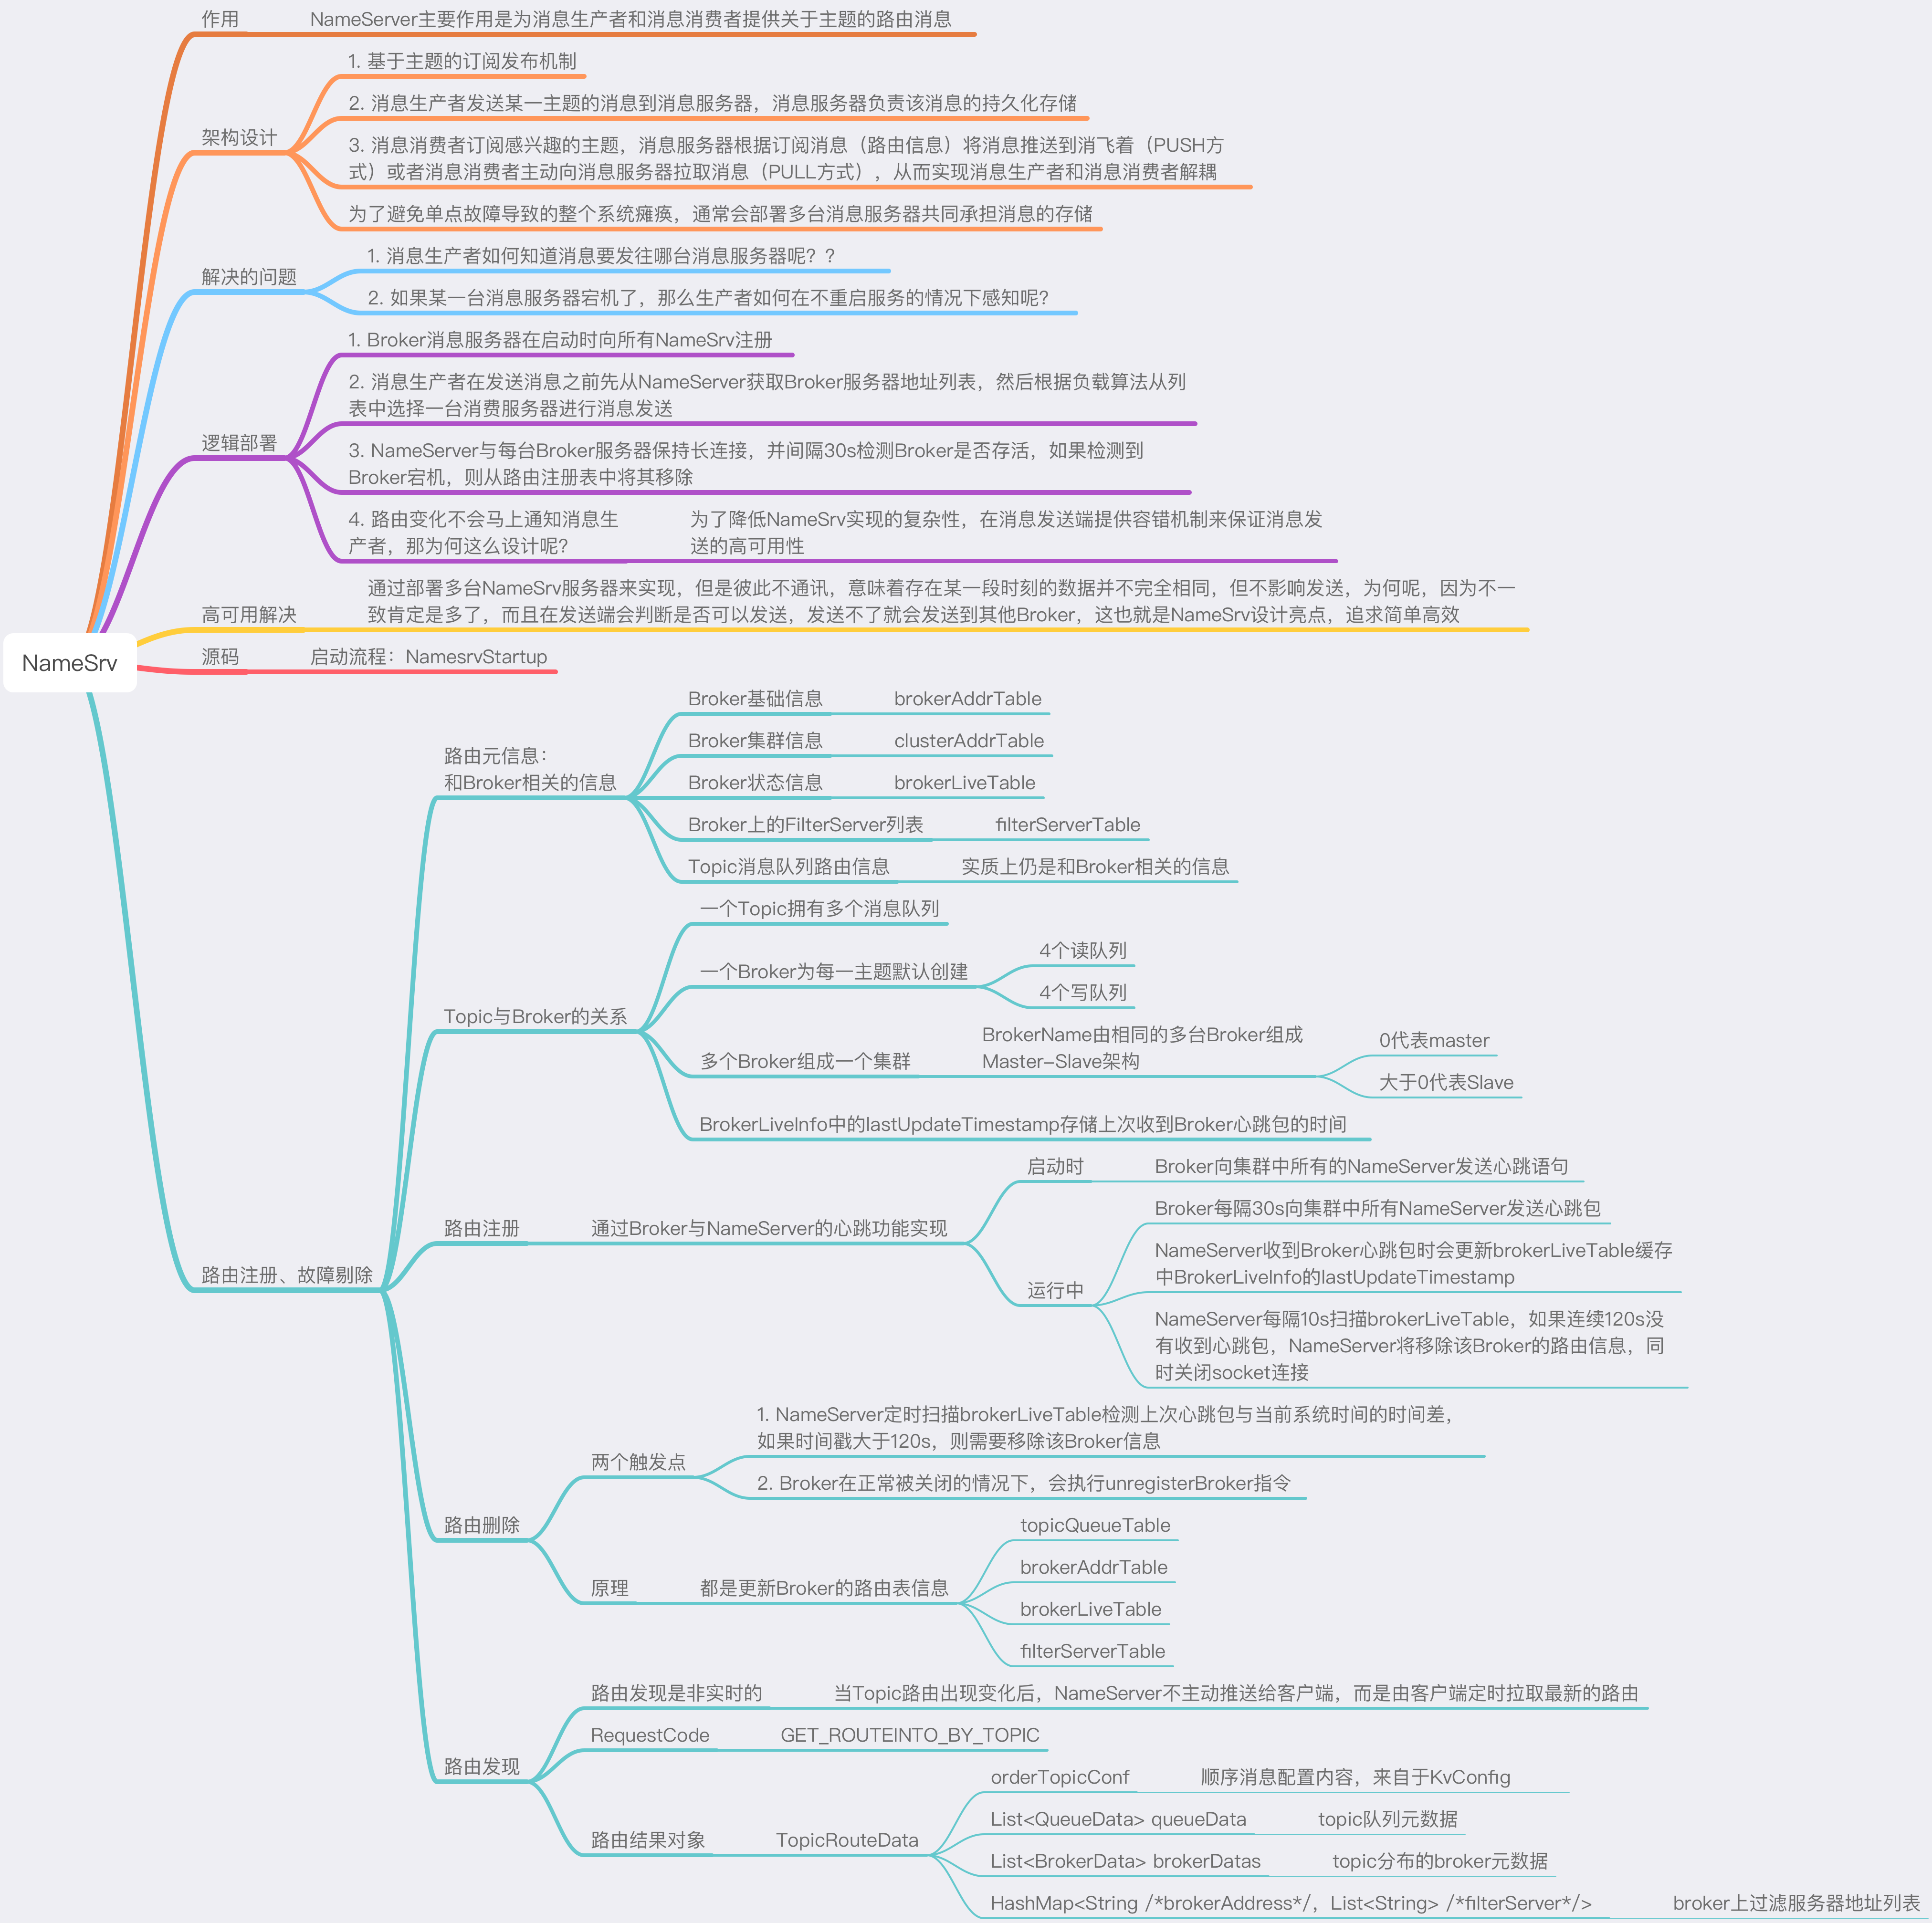 作用
NameServer主要作用是为消息生产者和消息消费者提供关于主题的路由消息
架构设计
1. 基于主题的订阅发布机制
2. 消息生产者发送某一主题的消息到消息服务器，消息服务器负责该消息的持久化存储
3. 消息消费者订阅感兴趣的主题，消息服务器根据订阅消息（路由信息）将消息推送到消飞着（PUSH方
式）或者消息消费者主动向消息服务器拉取消息（PULL方式），从而实现消息生产者和消息消费者解耦
为了避免单点故障导致的整个系统瘫痪，通常会部署多台消息服务器共同承担消息的存储
解决的问题
1. 消息生产者如何知道消息要发往哪台消息服务器呢？？
2. 如果某一台消息服务器宕机了，那么生产者如何在不重启服务的情况下感知呢？
逻辑部署
1. Broker消息服务器在启动时向所有NameSrv注册
2. 消息生产者在发送消息之前先从NameServer获取Broker服务器地址列表，然后根据负载算法从列
表中选择一台消费服务器进行消息发送
3. NameServer与每台Broker服务器保持长连接，并间隔30s检测Broker是否存活，如果检测到
Broker宕机，则从路由注册表中将其移除
4. 路由变化不会马上通知消息生
产者，那为何这么设计呢？
为了降低NameSrv实现的复杂性，在消息发送端提供容错机制来保证消息发
送的高可用性
高可用解决
通过部署多台NameSrv服务器来实现，但是彼此不通讯，意味着存在某一段时刻的数据并不完全相同，但不影响发送，为何呢，因为不一
致肯定是多了，而且在发送端会判断是否可以发送，发送不了就会发送到其他Broker，这也就是NameSrv设计亮点，追求简单高效
NameSrv
源码
启动流程：NamesrvStartup
路由注册、故障剔除
路由元信息：
和Broker相关的信息
Broker基础信息
brokerAddrTable
Broker集群信息
clusterAddrTable
Broker状态信息
brokerLiveTable
Broker上的FilterServer列表
filterServerTable
Topic消息队列路由信息
实质上仍是和Broker相关的信息
Topic与Broker的关系
一个Topic拥有多个消息队列
一个Broker为每一主题默认创建
4个读队列
4个写队列
多个Broker组成一个集群
BrokerName由相同的多台Broker组成
Master-Slave架构
0代表master
大于0代表Slave
BrokerLiveInfo中的lastUpdateTimestamp存储上次收到Broker心跳包的时间
路由注册
通过Broker与NameServer的心跳功能实现
启动时
Broker向集群中所有的NameServer发送心跳语句
运行中
Broker每隔30s向集群中所有NameServer发送心跳包
NameServer收到Broker心跳包时会更新brokerLiveTable缓存
中BrokerLiveInfo的lastUpdateTimestamp
NameServer每隔10s扫描brokerLiveTable，如果连续120s没
有收到心跳包，NameServer将移除该Broker的路由信息，同
时关闭socket连接
路由删除
两个触发点
1. NameServer定时扫描brokerLiveTable检测上次心跳包与当前系统时间的时间差，
如果时间戳大于120s，则需要移除该Broker信息
2. Broker在正常被关闭的情况下，会执行unregisterBroker指令
原理
都是更新Broker的路由表信息
topicQueueTable
brokerAddrTable
brokerLiveTable
filterServerTable
路由发现
路由发现是非实时的
当Topic路由出现变化后，NameServer不主动推送给客户端，而是由客户端定时拉取最新的路由
RequestCode
GET_ROUTEINTO_BY_TOPIC
路由结果对象
TopicRouteData
orderTopicConf
顺序消息配置内容，来自于KvConfig
List<QueueData> queueData
topic队列元数据
List<BrokerData> brokerDatas
topic分布的broker元数据
HashMap<String /*brokerAddress*/，List<String> /*filterServer*/>
broker上过滤服务器地址列表